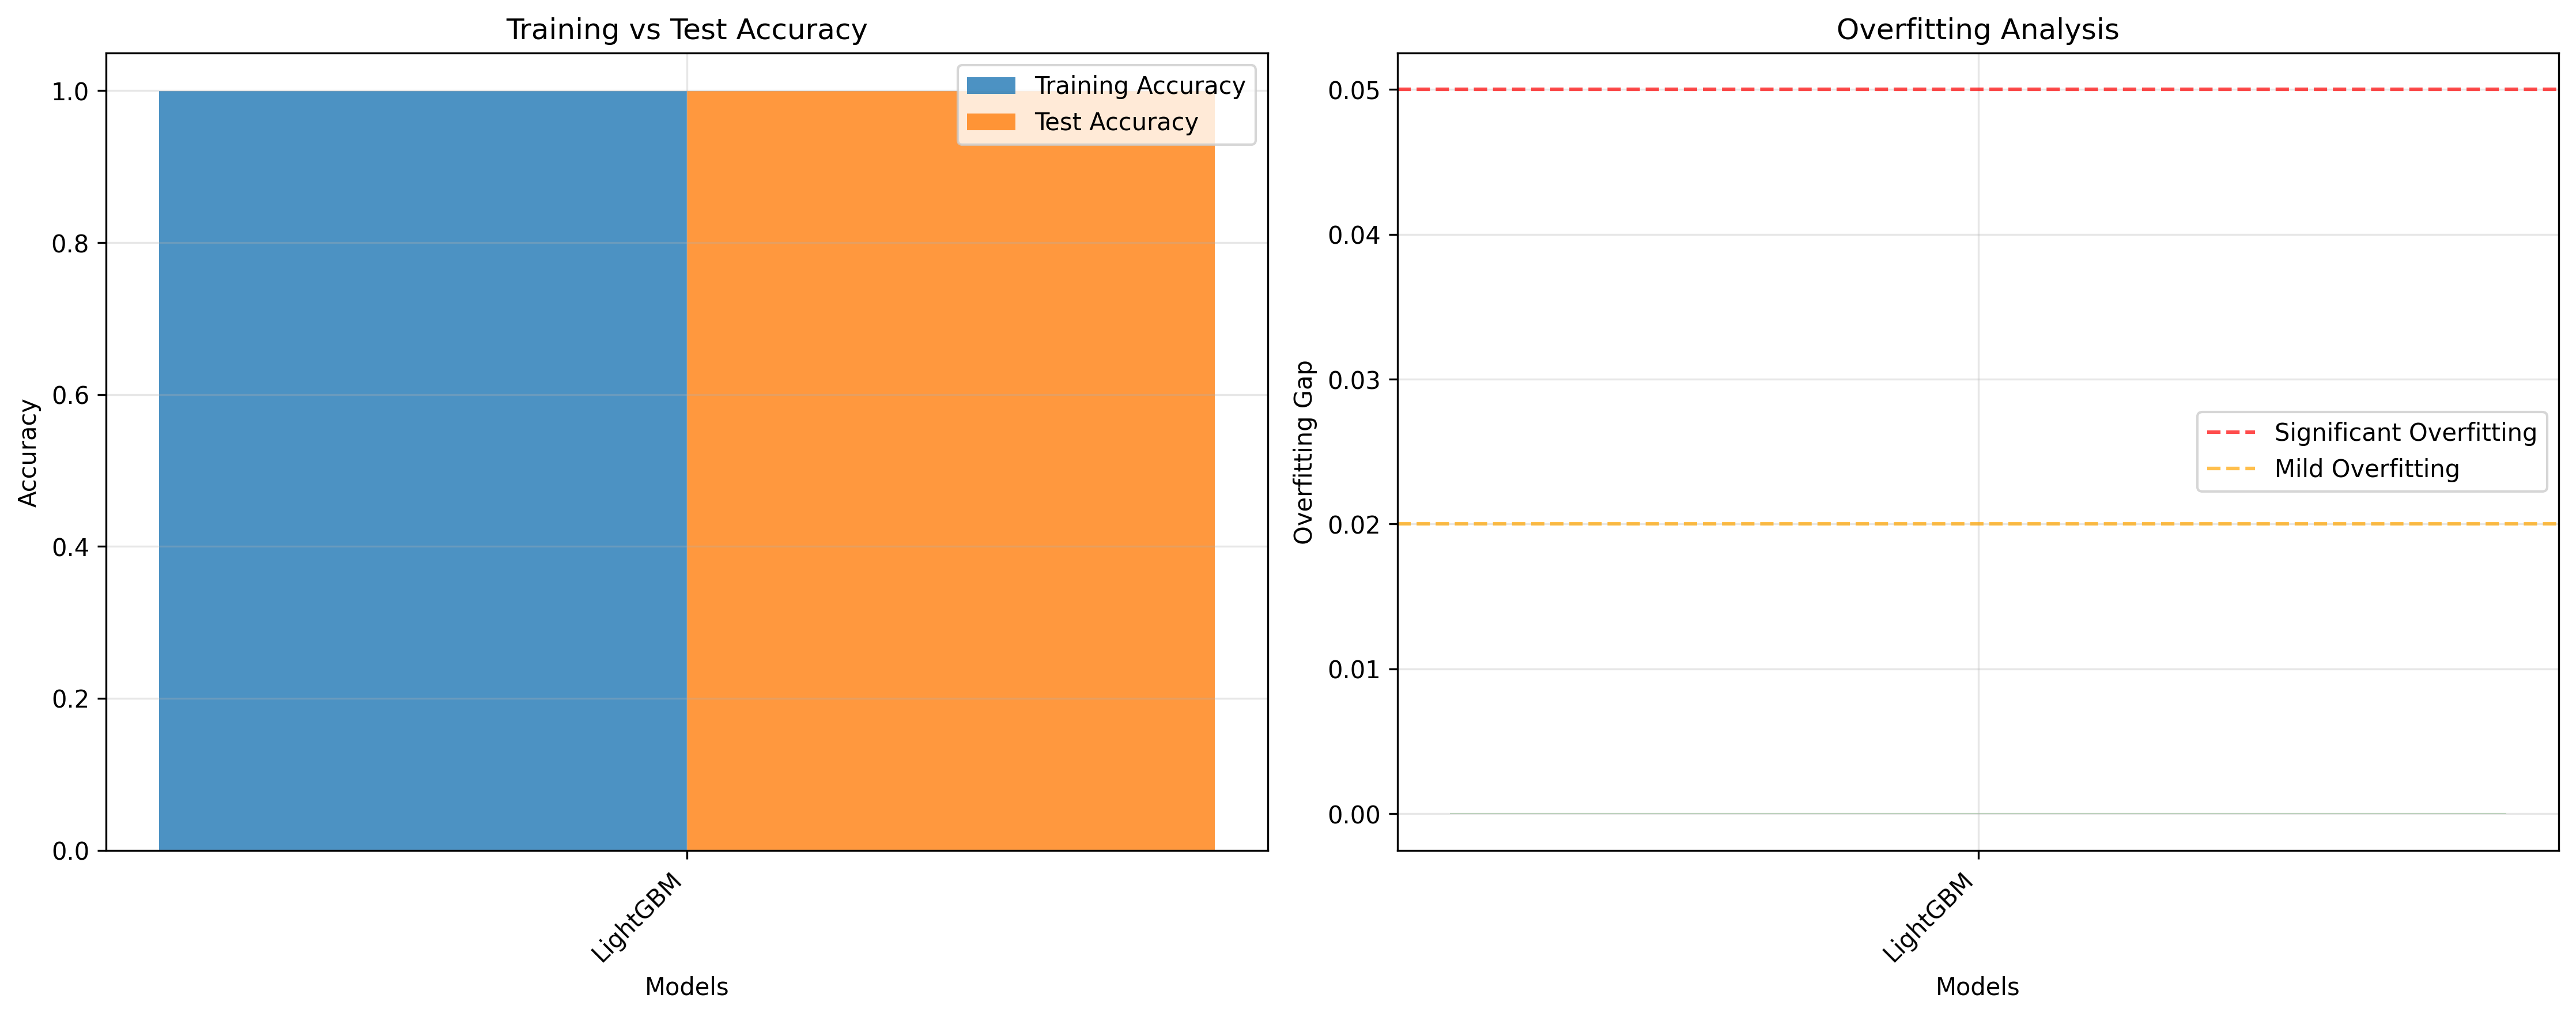 Training vs Test Accuracy
1.0
0.8
0.6
0.4
0.2
0.0
Accuracy
Training Accuracy
Test Accuracy
LightGBM
Models
Overfitting Analysis
0.05
0.04
0.03
0.02
0.01
0.00
Overfitting Gap
Significant Overfitting
Mild Overfitting
LightGBM
Models